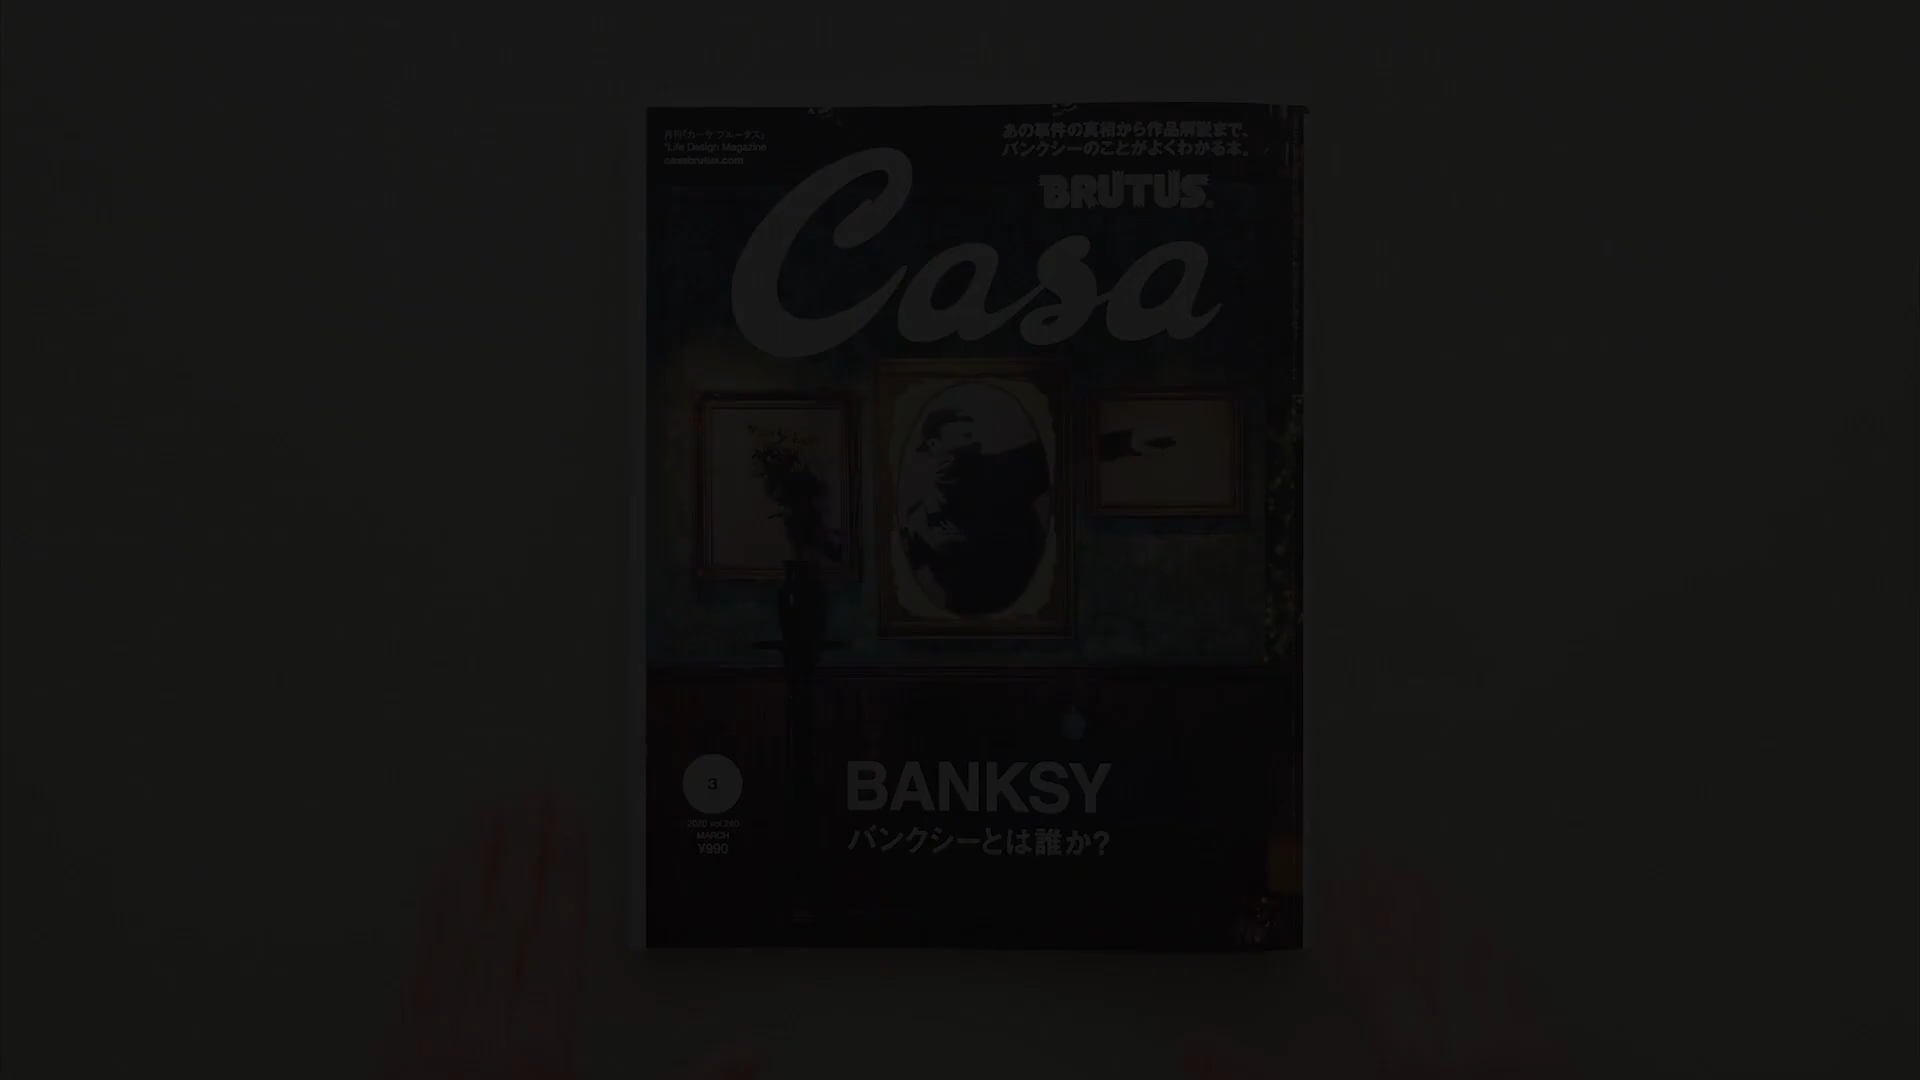 月刊『カーサ ブルータス』
"Life Design Magazine
casabrutus.com
あの事件の真相から作品解説まで、
バンクシーのことがよくわかる本。
BRUTUS®
Casa
3
2020 vol.240
MARCH
¥990
BANKSY
バンクシーとは誰か?